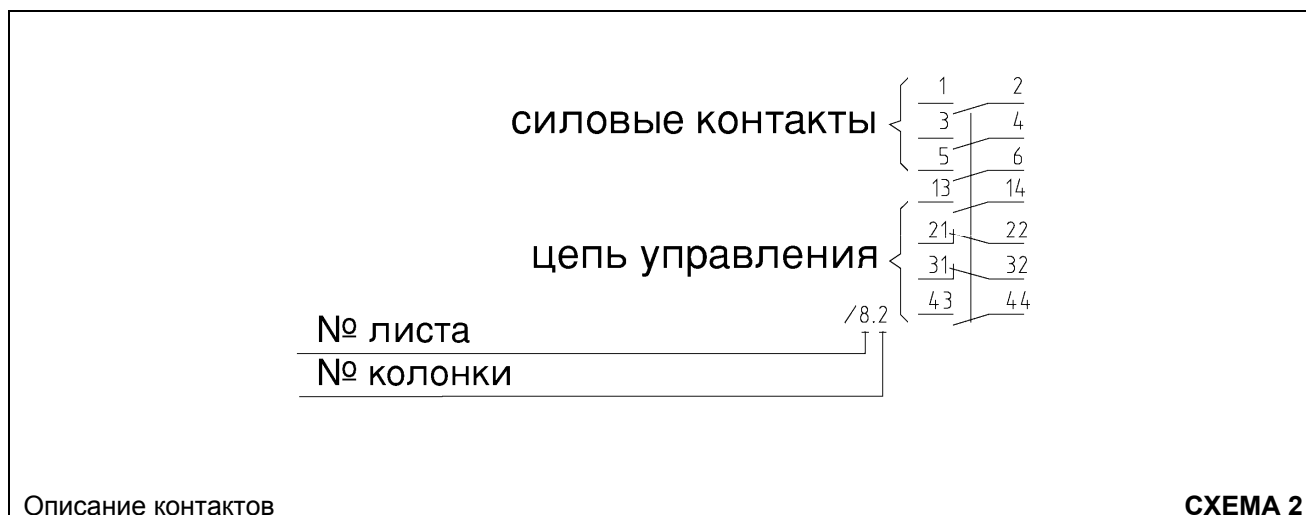 1 2
силовые контакты 3 4
5 6
13 14
21 22
цепь управления 31 32
/8.2 43 44
№ листа
№ колонки
Описание контактов СХЕМА 2